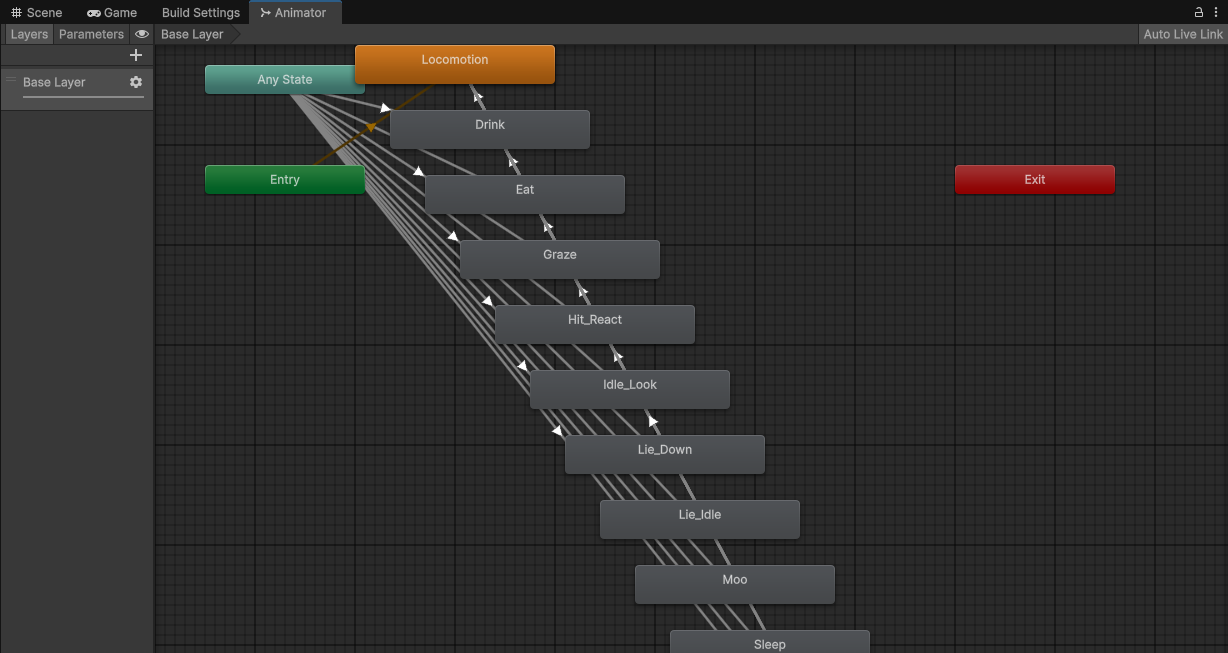 Scene Game Build Settings Animator
Layers Parameters Base Layer Auto Live Link
Base Layer
Locomotion
Any State
Drink
Entry
Eat
Exit
Graze
Hit_React
Idle_Look
Lie_Down
Lie_Idle
Moo
Sleep